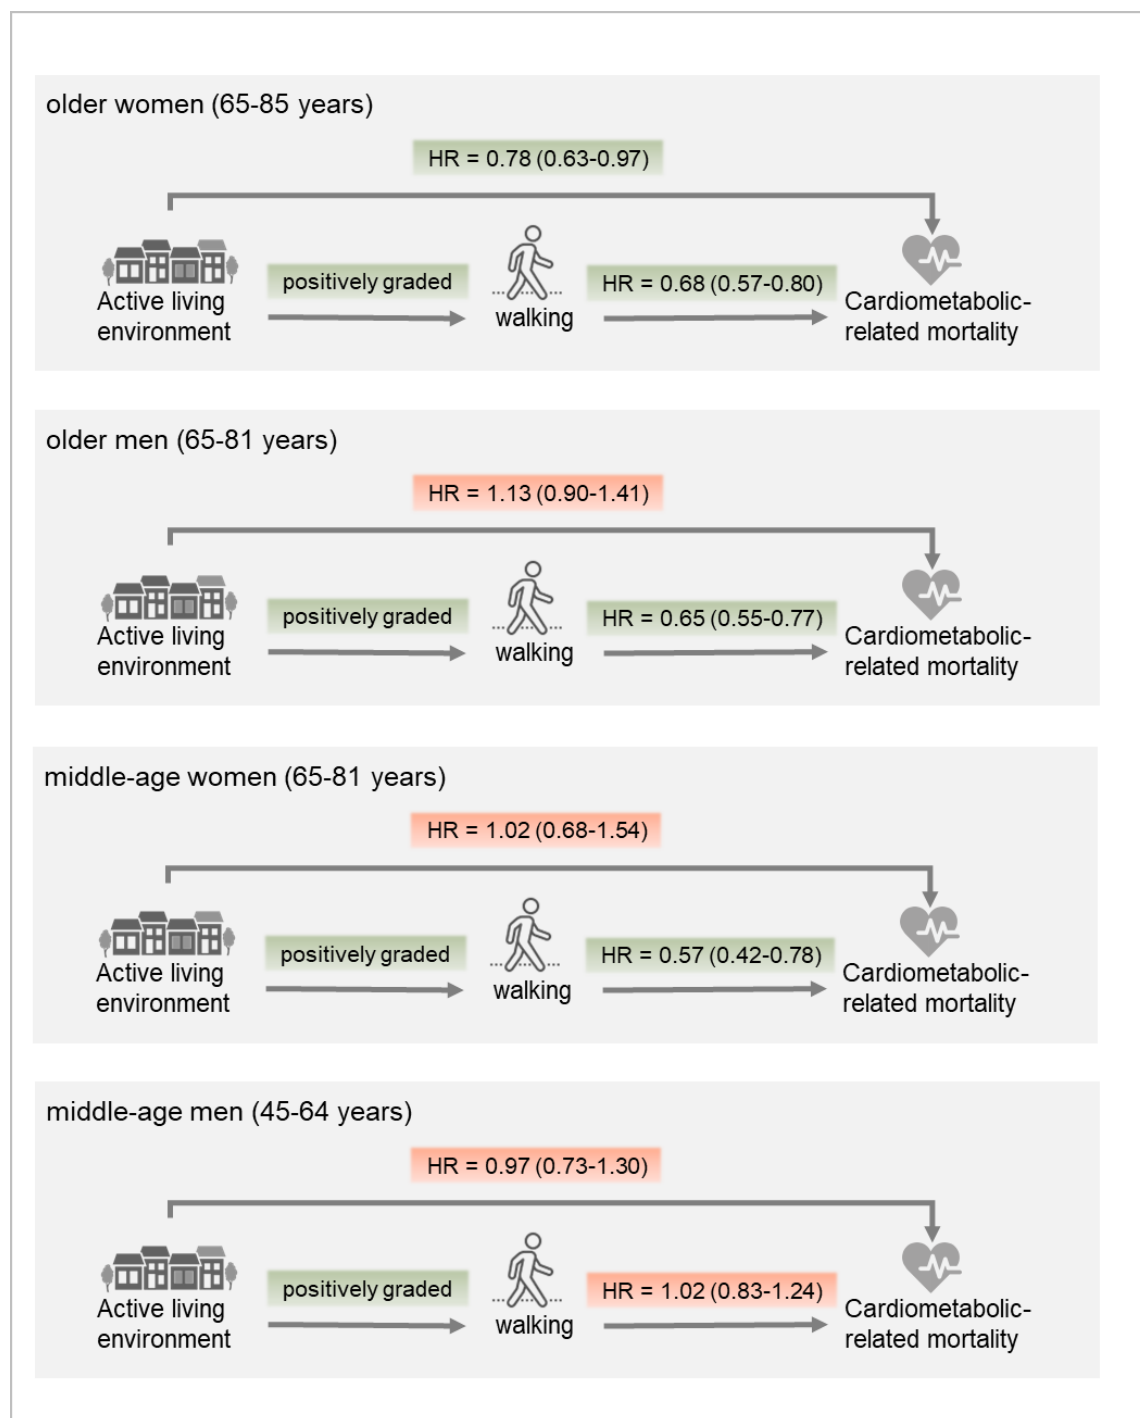 older women (65-85 years)
HR = 0.78 (0.63-0.97)
positively graded
HR = 0.68 (0.57-0.80)
Active living
environment
walking
Cardiometabolic-
related mortality
older men (65-81 years)
HR = 1.13 (0.90-1.41)
positively graded
HR = 0.65 (0.55-0.77)
Active living
environment
walking
Cardiometabolic-
related mortality
middle-age women (65-81 years)
HR = 1.02 (0.68-1.54)
positively graded
HR = 0.57 (0.42-0.78)
Active living
environment
walking
Cardiometabolic-
related mortality
middle-age men (45-64 years)
HR = 0.97 (0.73-1.30)
positively graded
HR = 1.02 (0.83-1.24)
Active living
environment
walking
Cardiometabolic-
related mortality